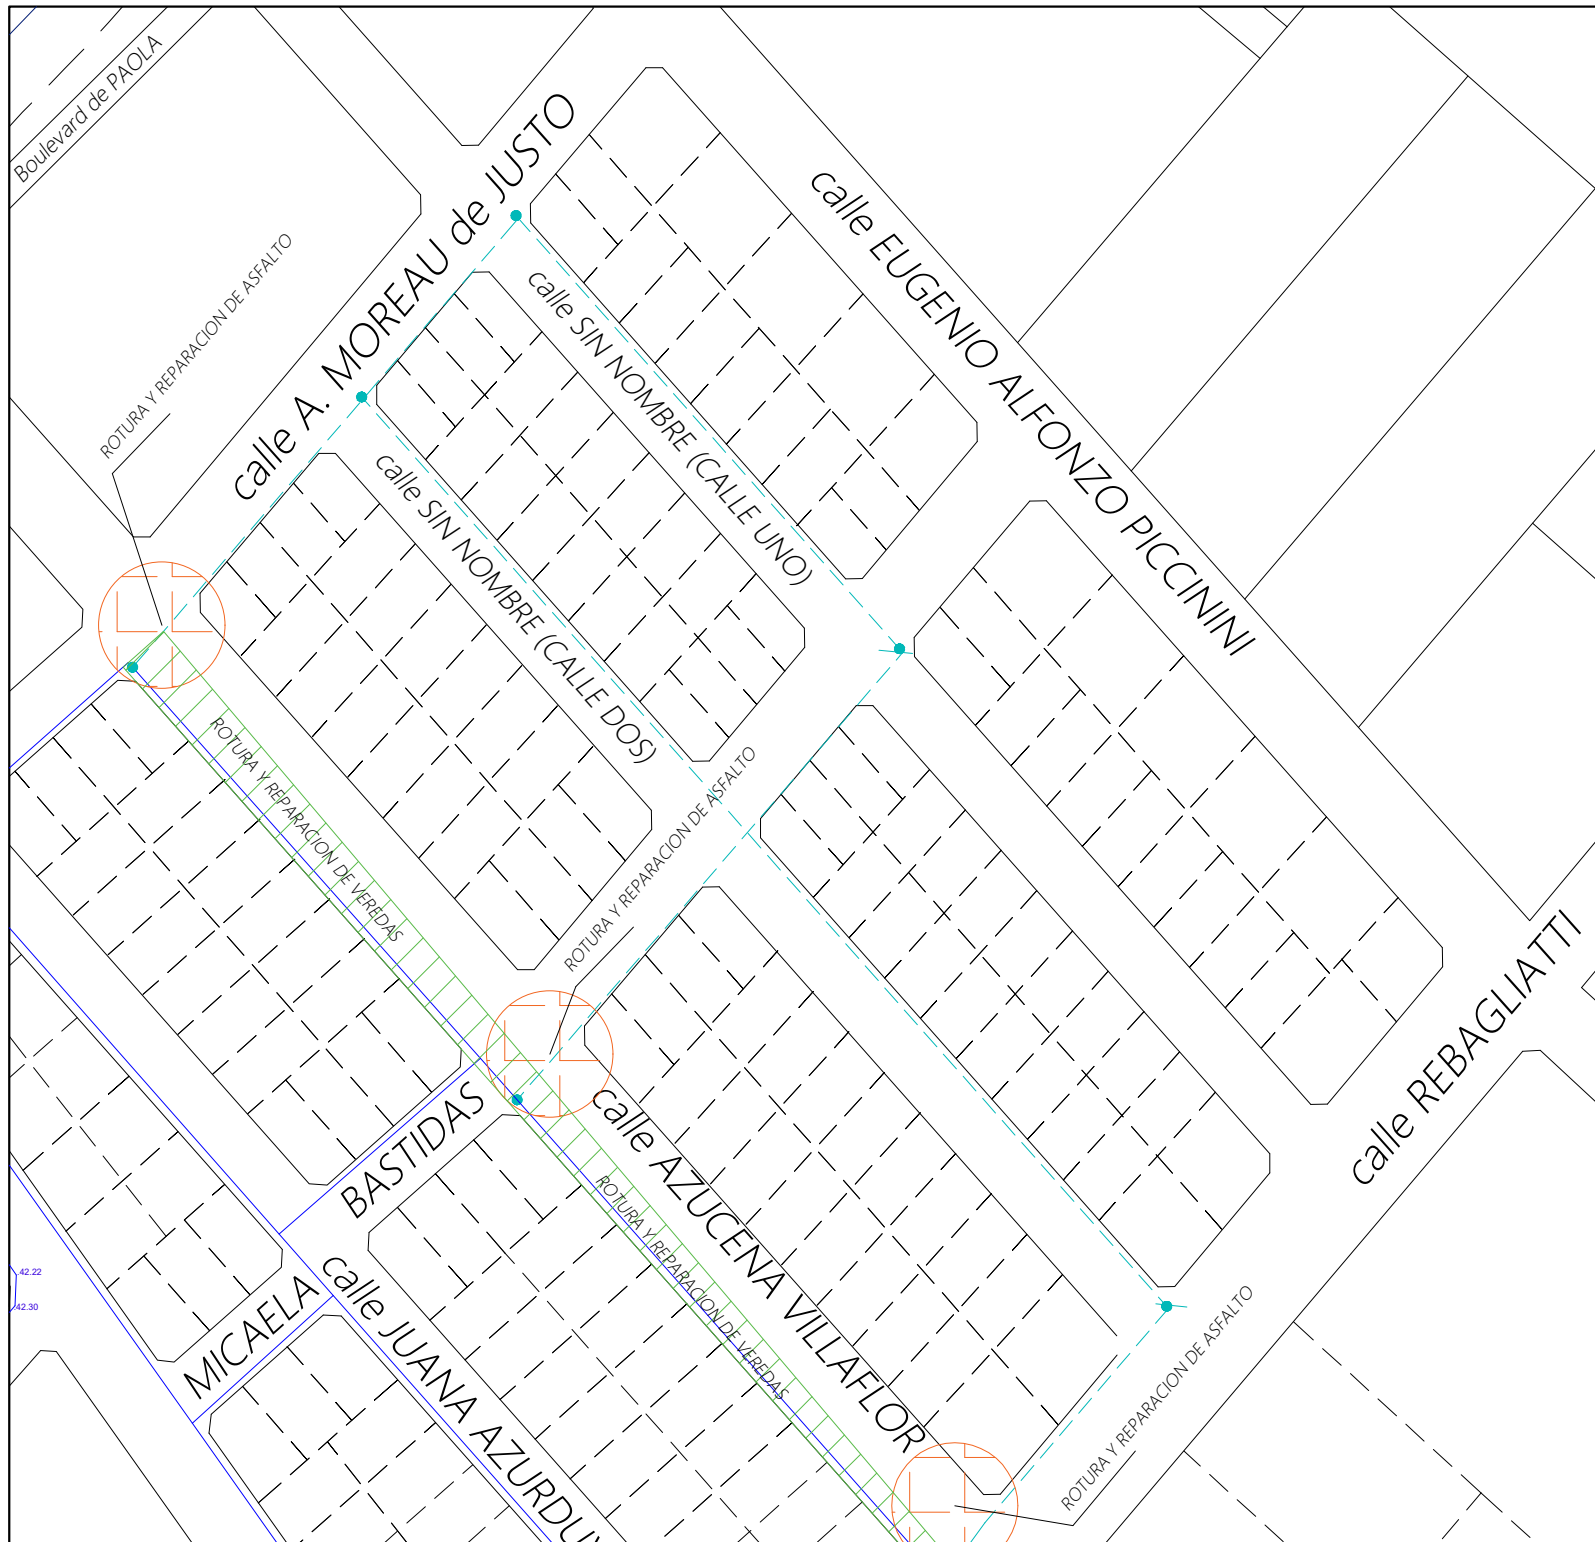 Boulevard de PAOLA
calle A. MOREAU de JUSTO
calle EUGENIO ALFONZO PICCININI
ROTURA Y REPARACION DE ASFALTO
calle SIN NOMBRE (CALLE UNO)
calle SIN NOMBRE (CALLE DOS)
ROTURA Y REPARACION DE VEREDAS
ROTURA Y REPARACION DE ASFALTO
calle REBAGLIATTI
calle AZUCENA VILLAFLOR
MICAELA BASTIDAS
ROTURA Y REPARACION DE VEREDAS
calle JUANA AZURDUY
ROTURA Y REPARACION DE ASFALTO
42.22
42.30